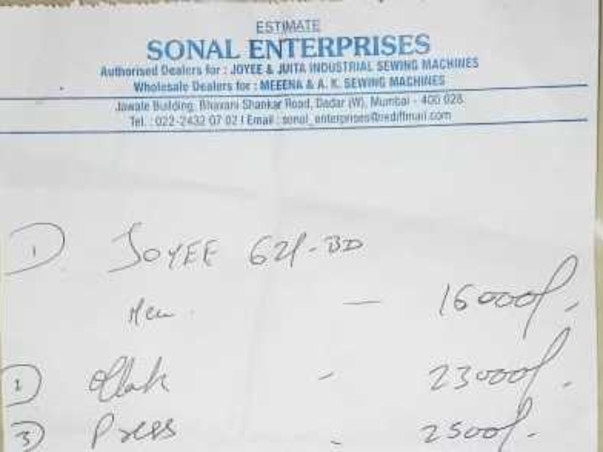 ESTIMATE
SONAL ENTERPRISES
Authorised Dealers for : JOYEE & JUITA INDUSTRIAL SEWING MACHINES
Wholesale Dealers for : MEEENA & A. K. SEWING MACHINES
Jawale Building, Bhavani Shankar Road, Dadar (W), Mumbai - 400 028.
Tel. : 022-2432 07 02 | Email : sonal_enterprises@rediffmail.com
1) JOYEE 621-BD
— 16000/-
2) - 23000/-
3) Press - 2500/-